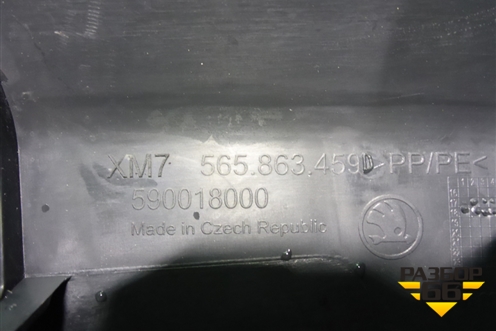 XM7 565.863.459 >PP/PE<
590018000
Made in Czech Republic
РАЗБОР
66